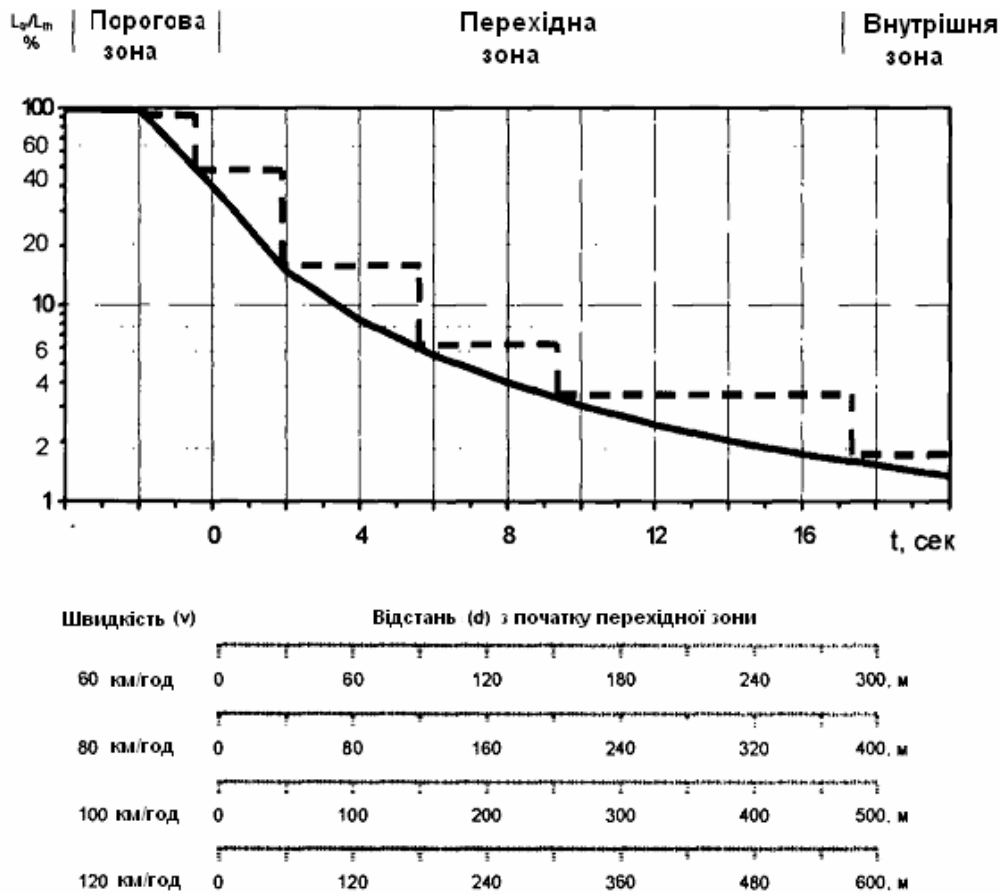 Lₐ/Lₘ
%
Порогова
зона
Перехідна
зона
Внутрішня
зона
100
60
40
20
10
6
4
2
1
0 4 8 12 16
t, сек
Швидкість (v) Відстань (d) з початку перехідної зони
60 км/год 0 60 120 180 240 300, м
80 км/год 0 80 160 240 320 400, м
100 км/год 0 100 200 300 400 500, м
120 км/год 0 120 240 360 480 600, м